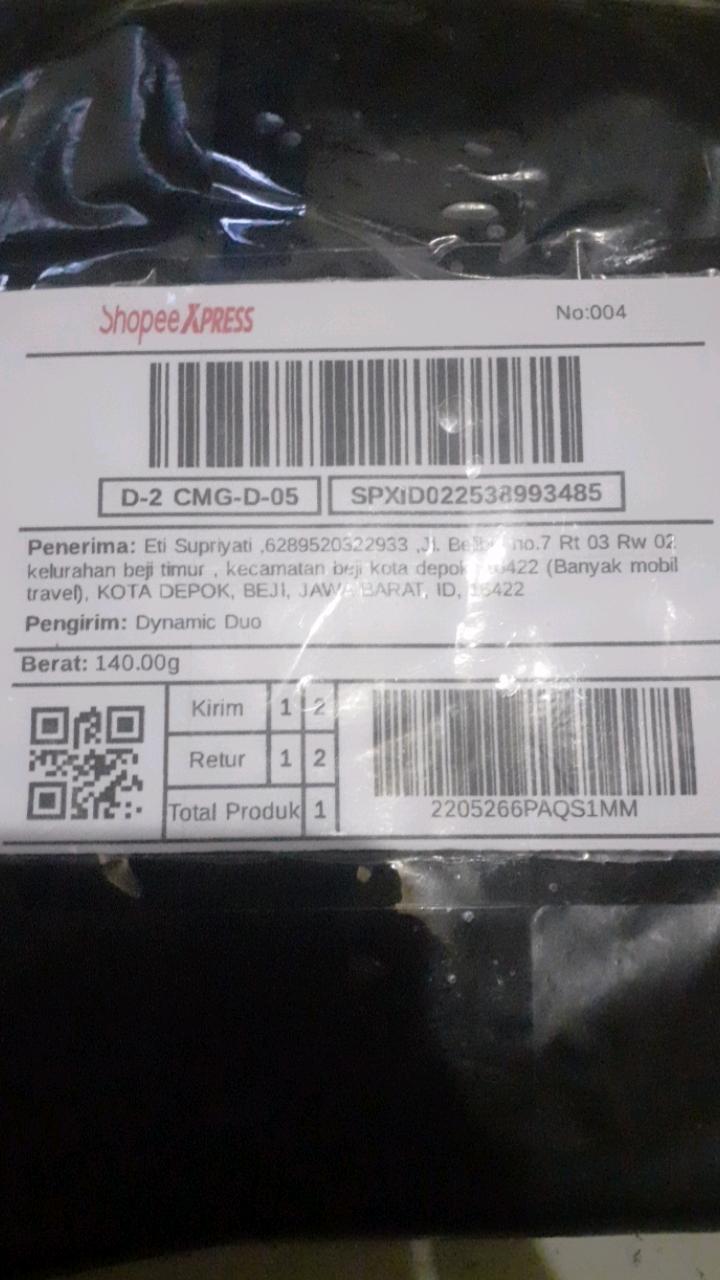 Shopee XPRESS
No:004
D-2 CMG-D-05
SPXID022538993485
Penerima: Eti Supriyati ,6289520322933 ,Jl. no.7 Rt 03 Rw 02
kelurahan beji timur , kecamatan beji kota depok (Banyak mobil
travel), KOTA DEPOK, BEJI, JAWA BARAT, ID, 16422
Pengirim: Dynamic Duo
Berat: 140.00g
Kirim 1 2
Retur 1 2
Total Produk 1
2205266PAQS1MM